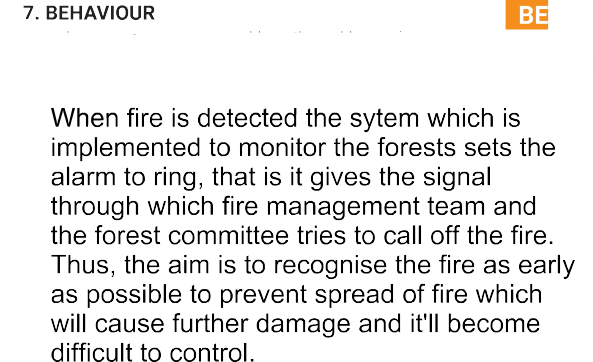 7. BEHAVIOUR
BE
When fire is detected the sytem which is
implemented to monitor the forests sets the
alarm to ring, that is it gives the signal
through which fire management team and
the forest committee tries to call off the fire.
Thus, the aim is to recognise the fire as early
as possible to prevent spread of fire which
will cause further damage and it'll become
difficult to control.